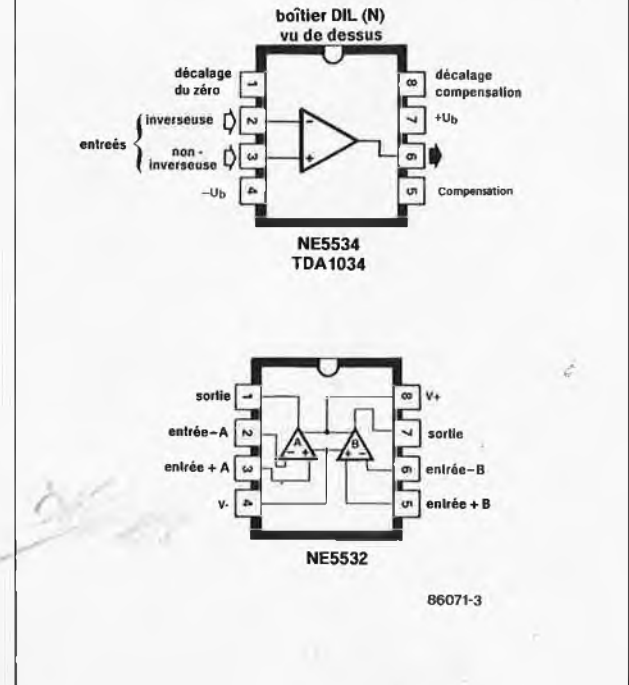 boîtier DIL (N)
vu de dessus
décalage
du zéro
1
8
décalage
compensation
entreés
inverseuse
2
7
+Ub
non -
inverseuse
3
6
−Ub
4
5
Compensation
NE5534
TDA1034
sortie
1
8
V+
entrée−A
2
7
sortie
entrée + A
3
6
entrée−B
V-
4
5
entrée + B
A
B
NE5532
86071-3